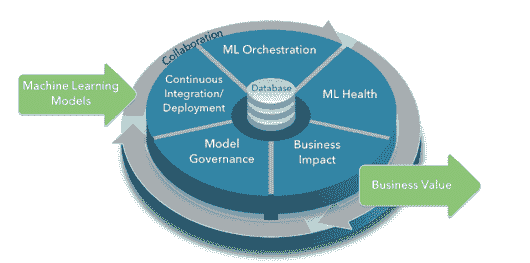 Collaboration
ML Orchestration
Machine Learning
Models
Continuous
Integration/
Deployment
Database
ML Health
Model
Governance
Business
Impact
Business Value